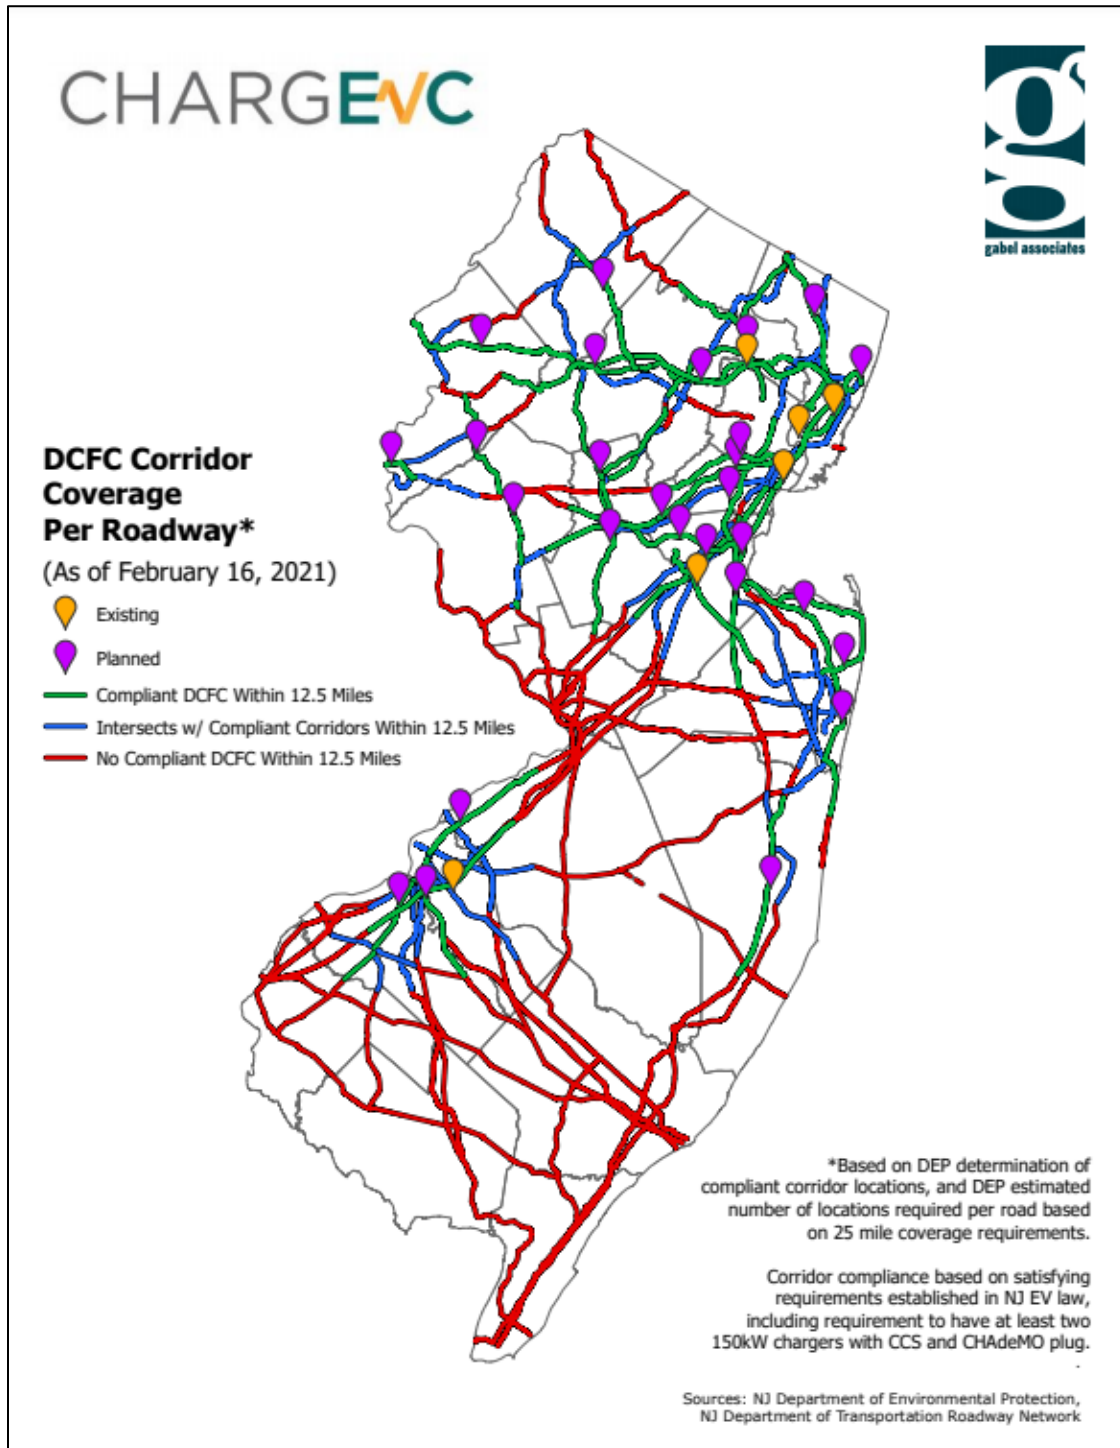 CHARGEVC
g
g
gabel associates
DCFC Corridor
Coverage
Per Roadway*
(As of February 16, 2021)
Existing
Planned
Compliant DCFC Within 12.5 Miles
Intersects w/ Compliant Corridors Within 12.5 Miles
No Compliant DCFC Within 12.5 Miles
*Based on DEP determination of
compliant corridor locations, and DEP estimated
number of locations required per road based
on 25 mile coverage requirements.
Corridor compliance based on satisfying
requirements established in NJ EV law,
including requirement to have at least two
150kW chargers with CCS and CHAdeMO plug.
.
Sources: NJ Department of Environmental Protection,
NJ Department of Transportation Roadway Network